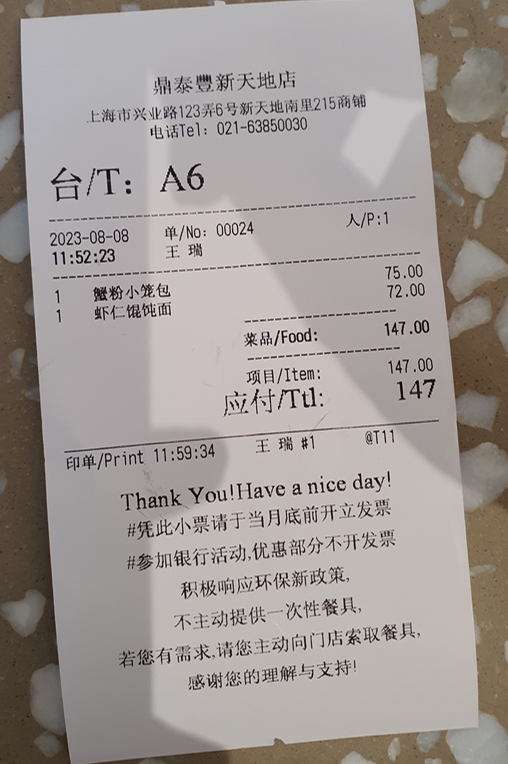 鼎泰豐新天地店
上海市兴业路123弄6号新天地南里215商铺
电话Tel: 021-63850030
台/T: A6
2023-08-08 单/No: 00024 人/P:1
11:52:23 王 瑞
1 蟹粉小笼包 75.00
1 虾仁馄饨面 72.00
菜品/Food: 147.00
项目/Item: 147.00
应付/Ttl: 147
印单/Print 11:59:34 王 瑞 #1 @T11
Thank You!Have a nice day!
#凭此小票请于当月底前开立发票
#参加银行活动,优惠部分不开发票
积极响应环保新政策,
不主动提供一次性餐具,
若您有需求,请您主动向门店索取餐具,
感谢您的理解与支持!